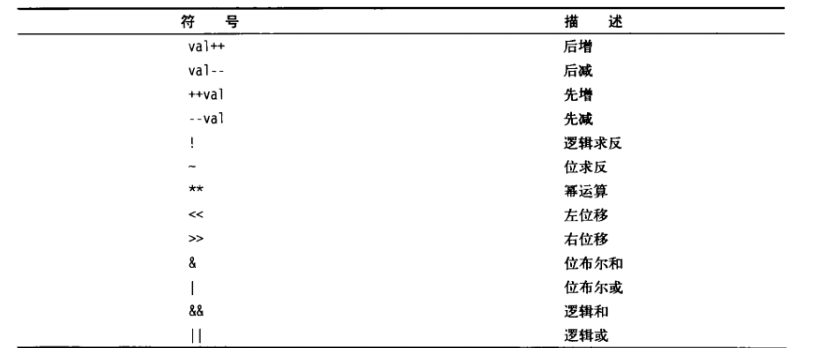 符 号 描 述
val++ 后增
val-- 后减
++val 先增
--val 先减
! 逻辑求反
~ 位求反
** 幂运算
<< 左位移
>> 右位移
& 位布尔和
| 位布尔或
&& 逻辑和
|| 逻辑或